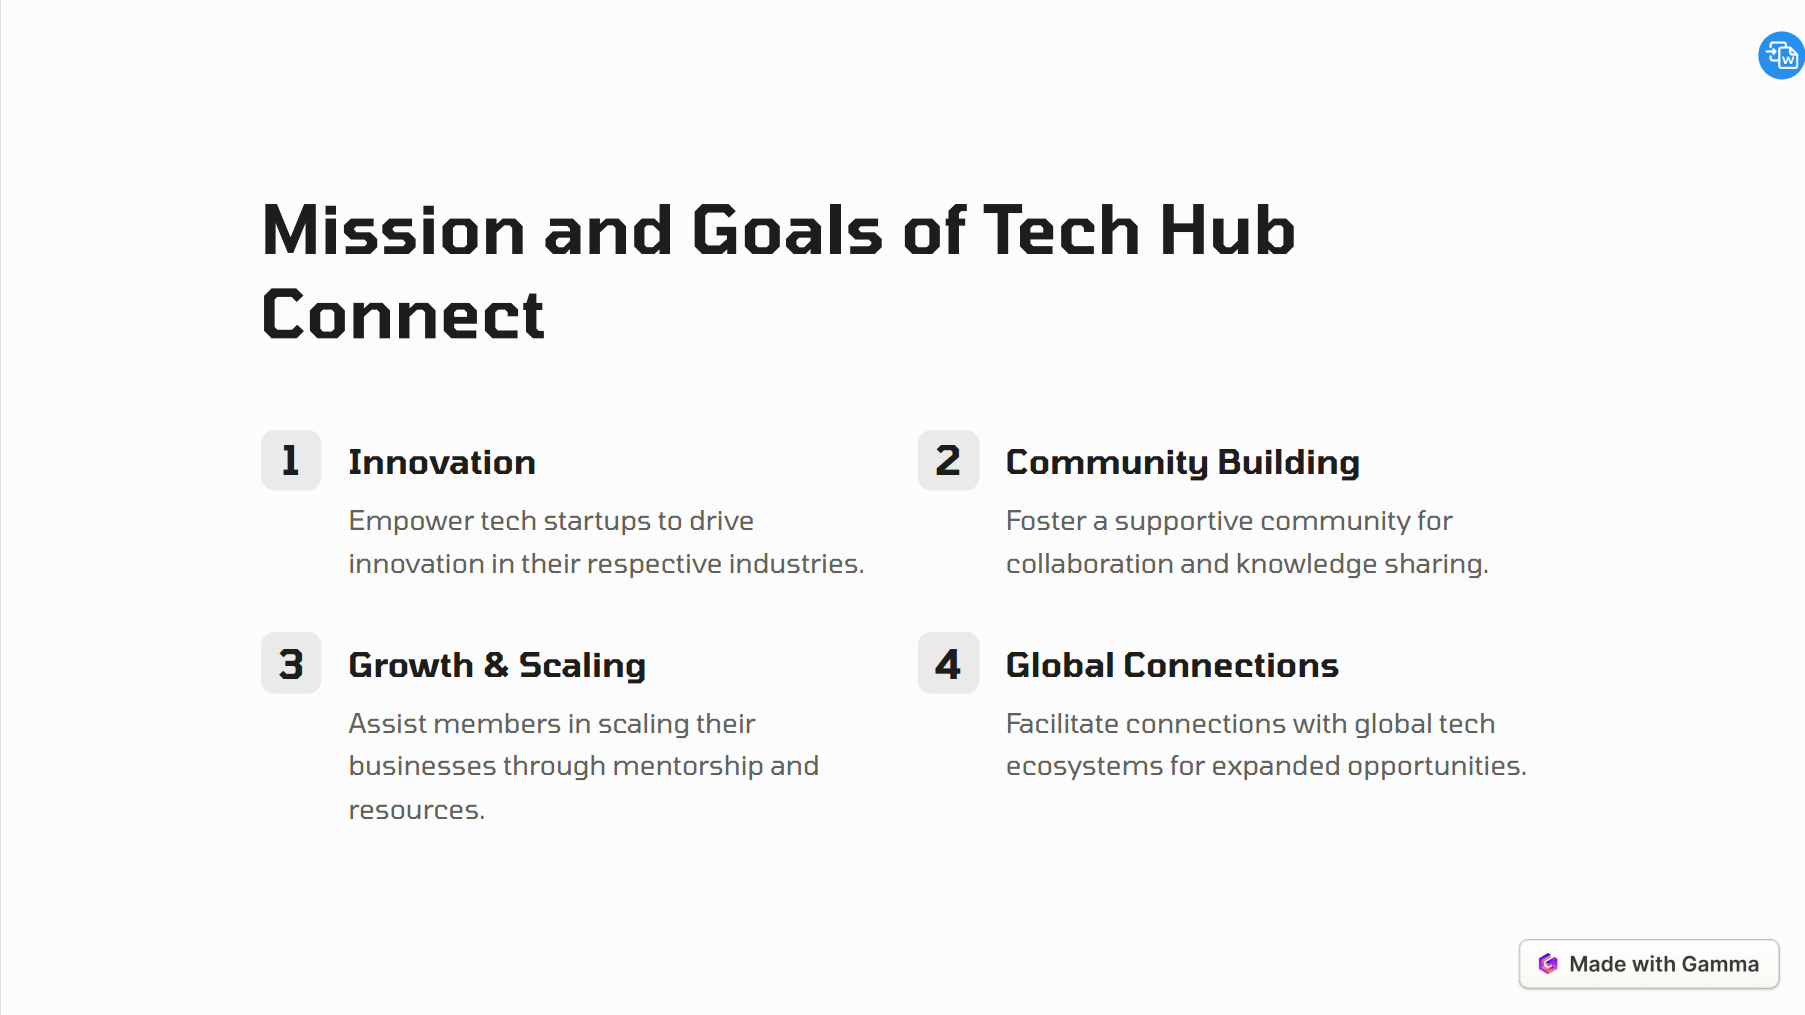 Mission and Goals of Tech Hub
Connect
1
Innovation
Empower tech startups to drive
innovation in their respective industries.
2
Community Building
Foster a supportive community for
collaboration and knowledge sharing.
3
Growth & Scaling
Assist members in scaling their
businesses through mentorship and
resources.
4
Global Connections
Facilitate connections with global tech
ecosystems for expanded opportunities.
W
Made with Gamma